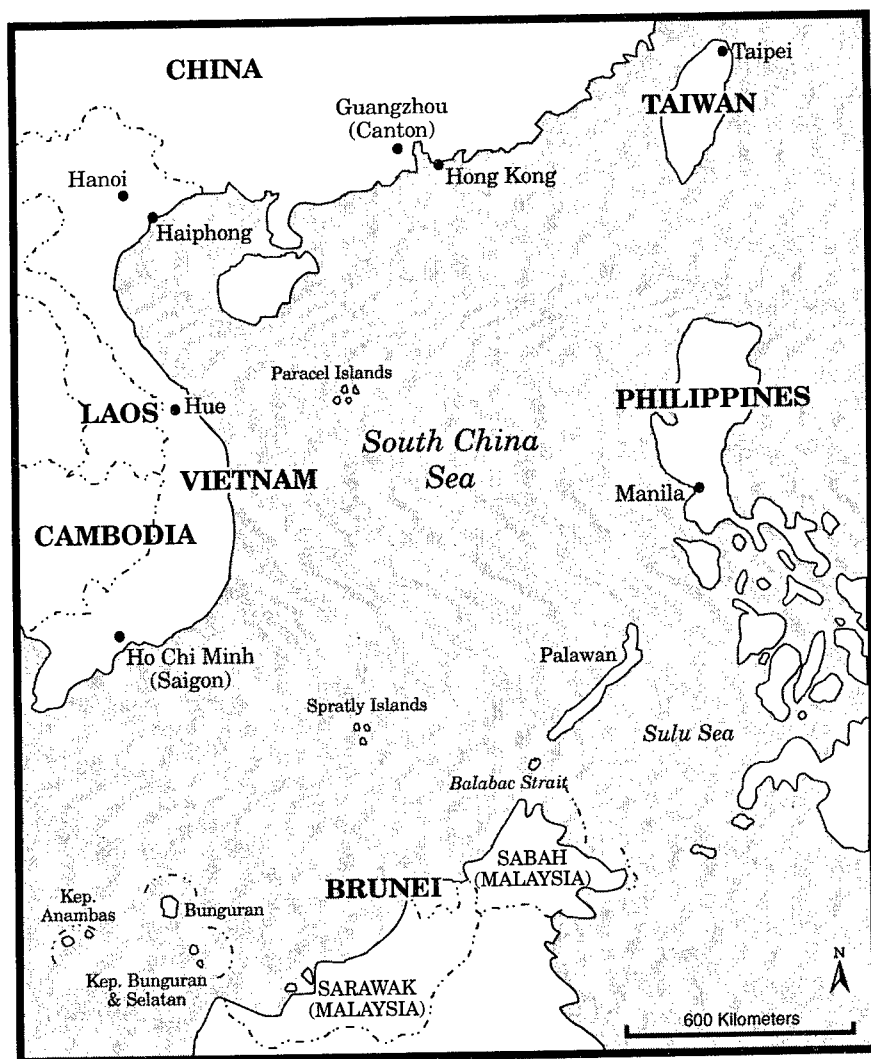 CHINA
Taipei
TAIWAN
Guangzhou
(Canton)
Hong Kong
Hanoi
Haiphong
Paracel Islands
LAOS
Hue
PHILIPPINES
South China
Sea
VIETNAM
Manila
CAMBODIA
Ho Chi Minh
(Saigon)
Palawan
Spratly Islands
Sulu Sea
Balabac Strait
SABAH
(MALAYSIA)
BRUNEI
Kep.
Anambas
Bunguran
Kep. Bunguran
& Selatan
SARAWAK
(MALAYSIA)
N
600 Kilometers